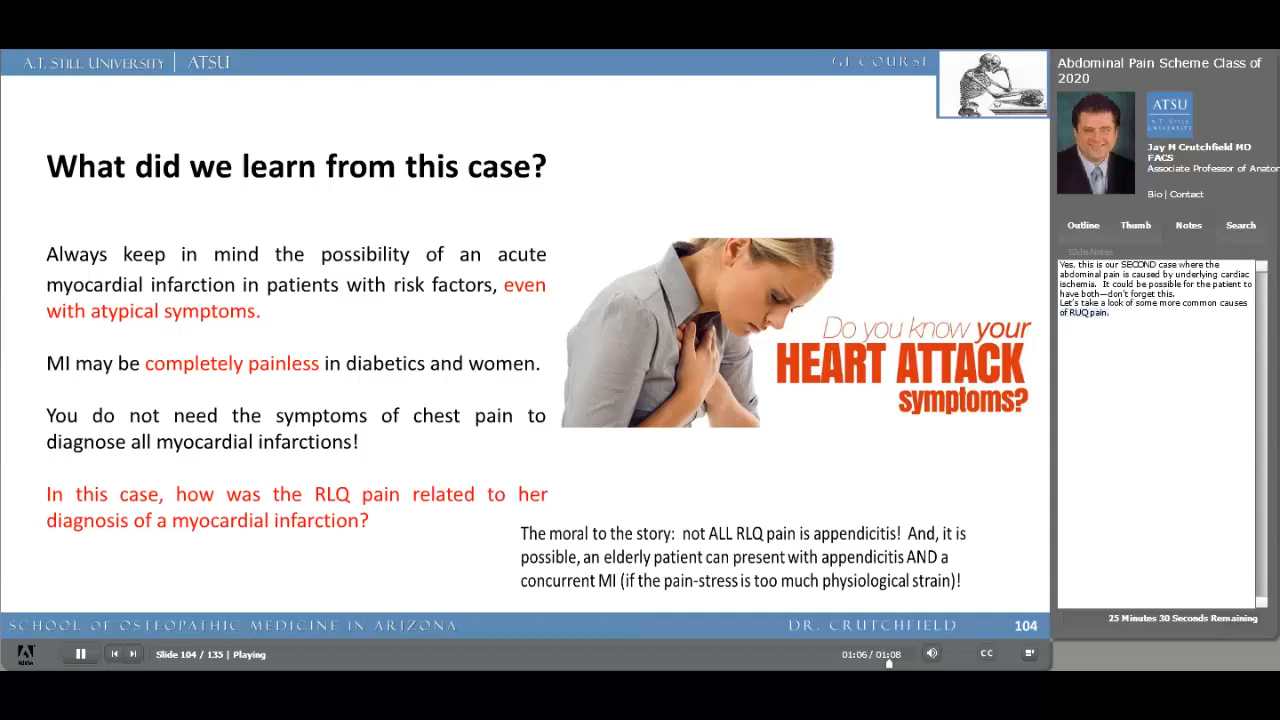 A.T. STILL UNIVERSITY | ATSU
GI COURSE
What did we learn from this case?
Always keep in mind the possibility of an acute
myocardial infarction in patients with risk factors, even
with atypical symptoms.
MI may be completely painless in diabetics and women.
You do not need the symptoms of chest pain to
diagnose all myocardial infarctions!
In this case, how was the RLQ pain related to her
diagnosis of a myocardial infarction?
Do you know your
HEART ATTACK
symptoms?
The moral to the story: not ALL RLQ pain is appendicitis! And, it is
possible, an elderly patient can present with appendicitis AND a
concurrent MI (if the pain-stress is too much physiological strain)!
SCHOOL OF OSTEOPATHIC MEDICINE IN ARIZONA
DR. CRUTCHFIELD
104
Slide 104 / 135 | Playing
01:06 / 01:08
CC
Abdominal Pain Scheme Class of
2020
ATSU
A.T. STILL
UNIVERSITY
Jay M Crutchfield MD
FACS
Associate Professor of Anator
Bio | Contact
Outline
Thumb
Notes
Search
Slide Notes
Yes, this is our SECOND case where the
abdominal pain is caused by underlying cardiac
ischemia. It could be possible for the patient to
have both—don't forget this.
Let's take a look of some more common causes
of RUQ pain.
25 Minutes 30 Seconds Remaining